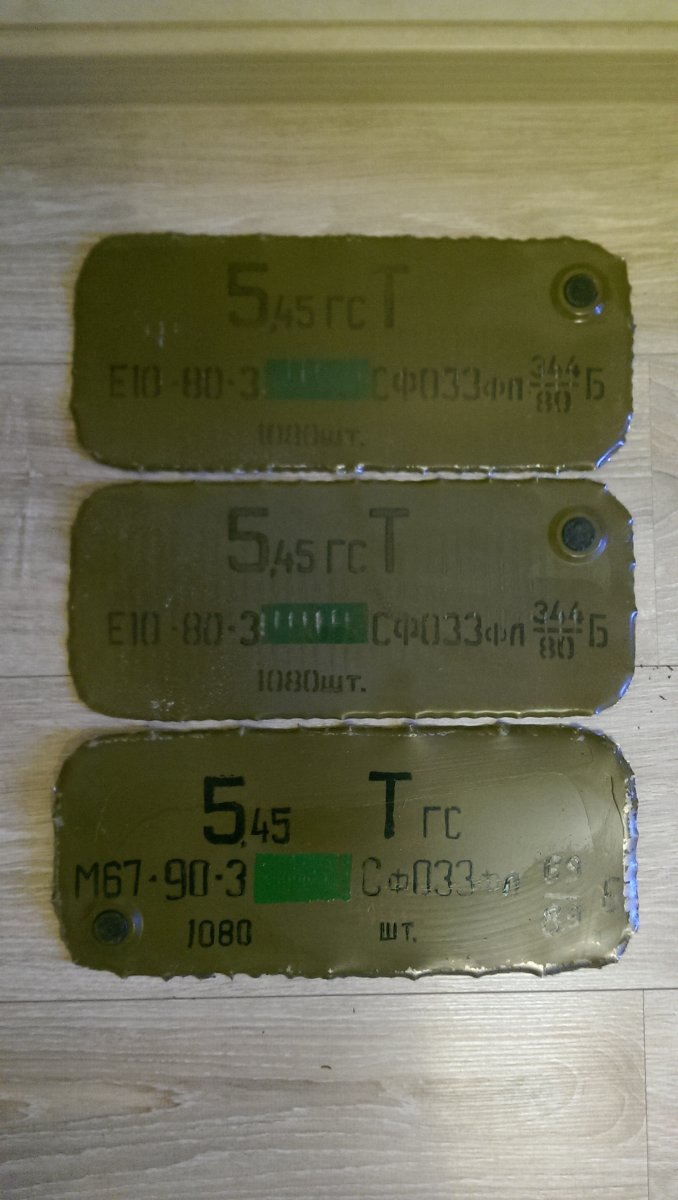 5,45 ГС Т
Е10-80-3 СФ033фл 344/80 Б
1080шт.
5,45 ГС Т
Е10-80-3 СФ033фл 344/80 Б
1080шт.
5,45 Т ГС
М67-90-3 СФ033фл Б
1080 шт.